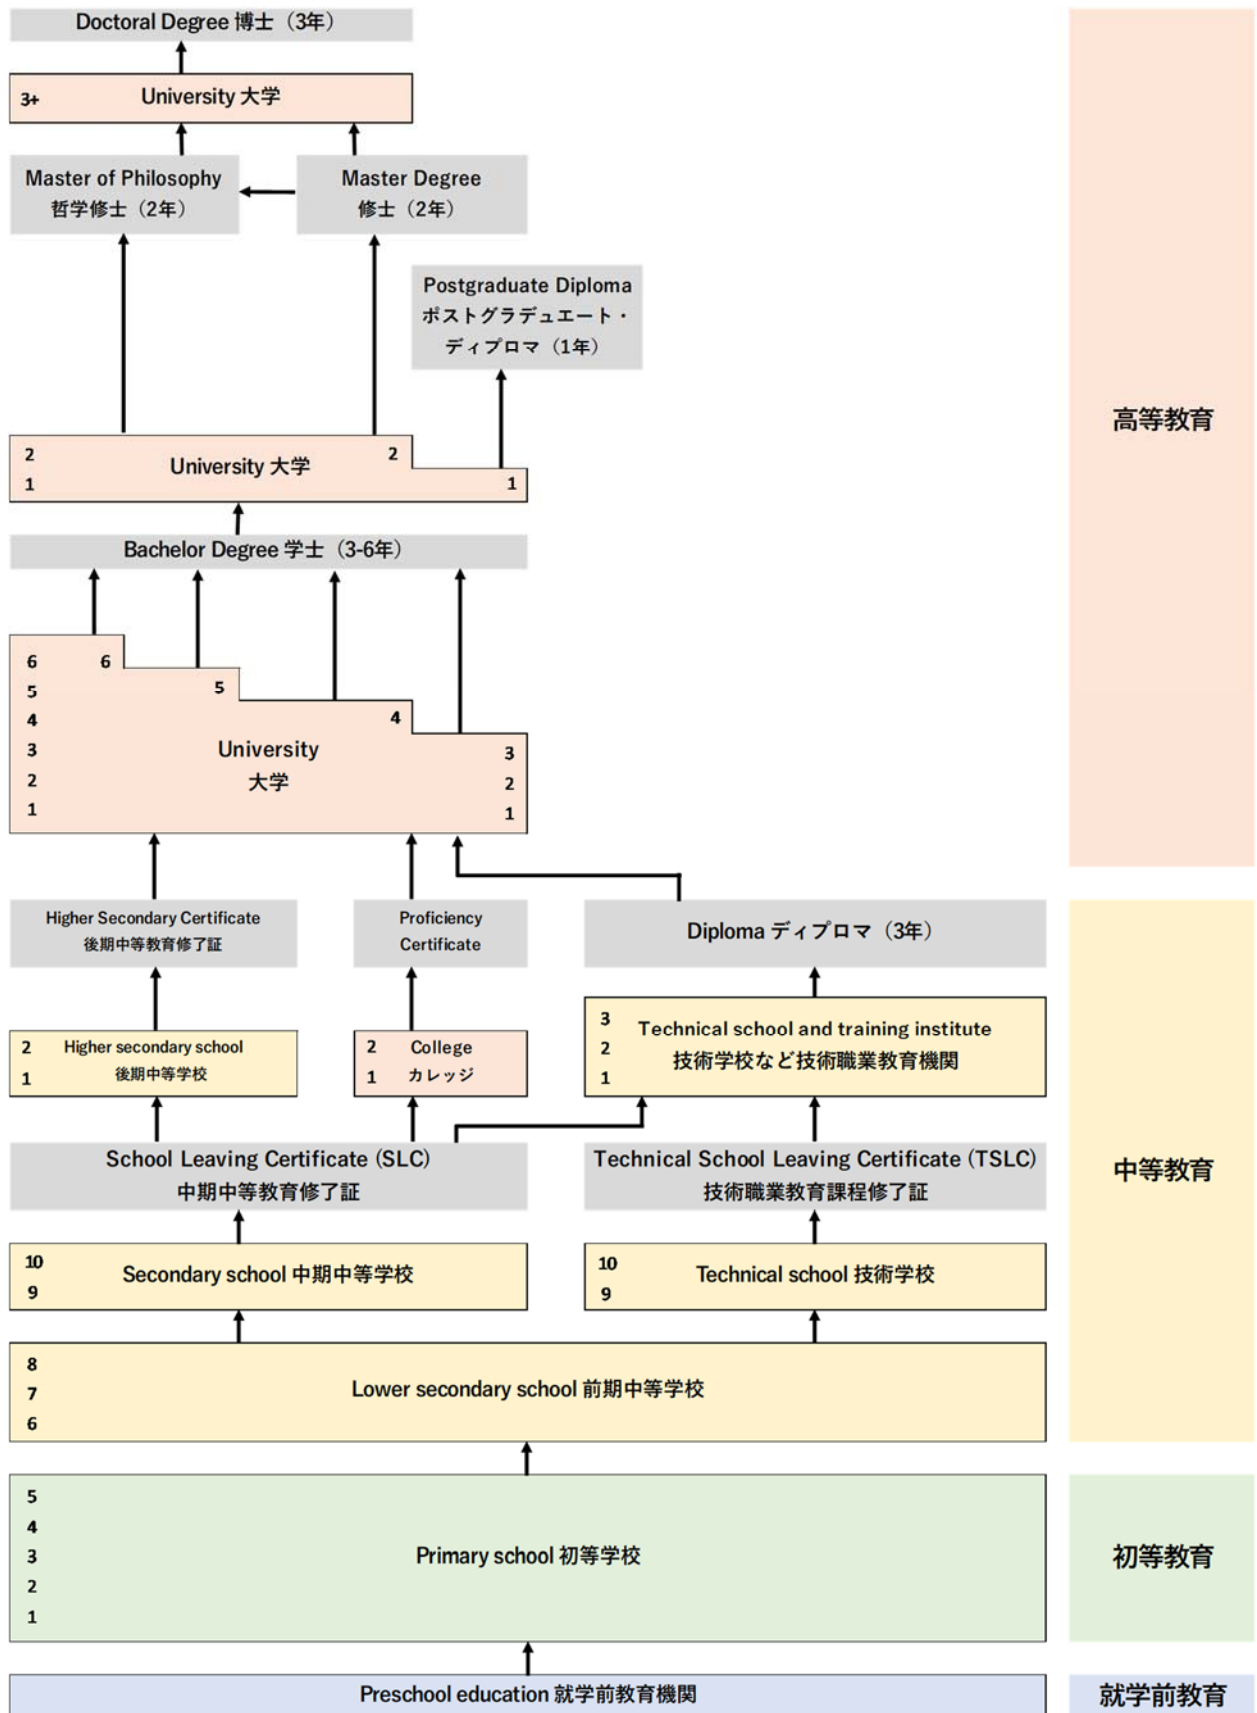 Doctoral Degree 博士（3年）
3+
University 大学
Master of Philosophy
哲学修士（2年）
Master Degree
修士（2年）
Postgraduate Diploma
ポストグラデュエート・
ディプロマ（1年）
高等教育
2
1
University 大学
2
1
Bachelor Degree 学士（3-6年）
6
5
4
3
2
1
6
5
4
University
大学
3
2
1
Higher Secondary Certificate
後期中等教育修了証
Proficiency
Certificate
Diploma ディプロマ（3年）
2
1
Higher secondary school
後期中等学校
2
1
College
カレッジ
3
2
1
Technical school and training institute
技術学校など技術職業教育機関
School Leaving Certificate (SLC)
中期中等教育修了証
Technical School Leaving Certificate (TSLC)
技術職業教育課程修了証
中等教育
10
9
Secondary school 中期中等学校
10
9
Technical school 技術学校
8
7
6
Lower secondary school 前期中等学校
5
4
3
2
1
Primary school 初等学校
初等教育
Preschool education 就学前教育機関
就学前教育